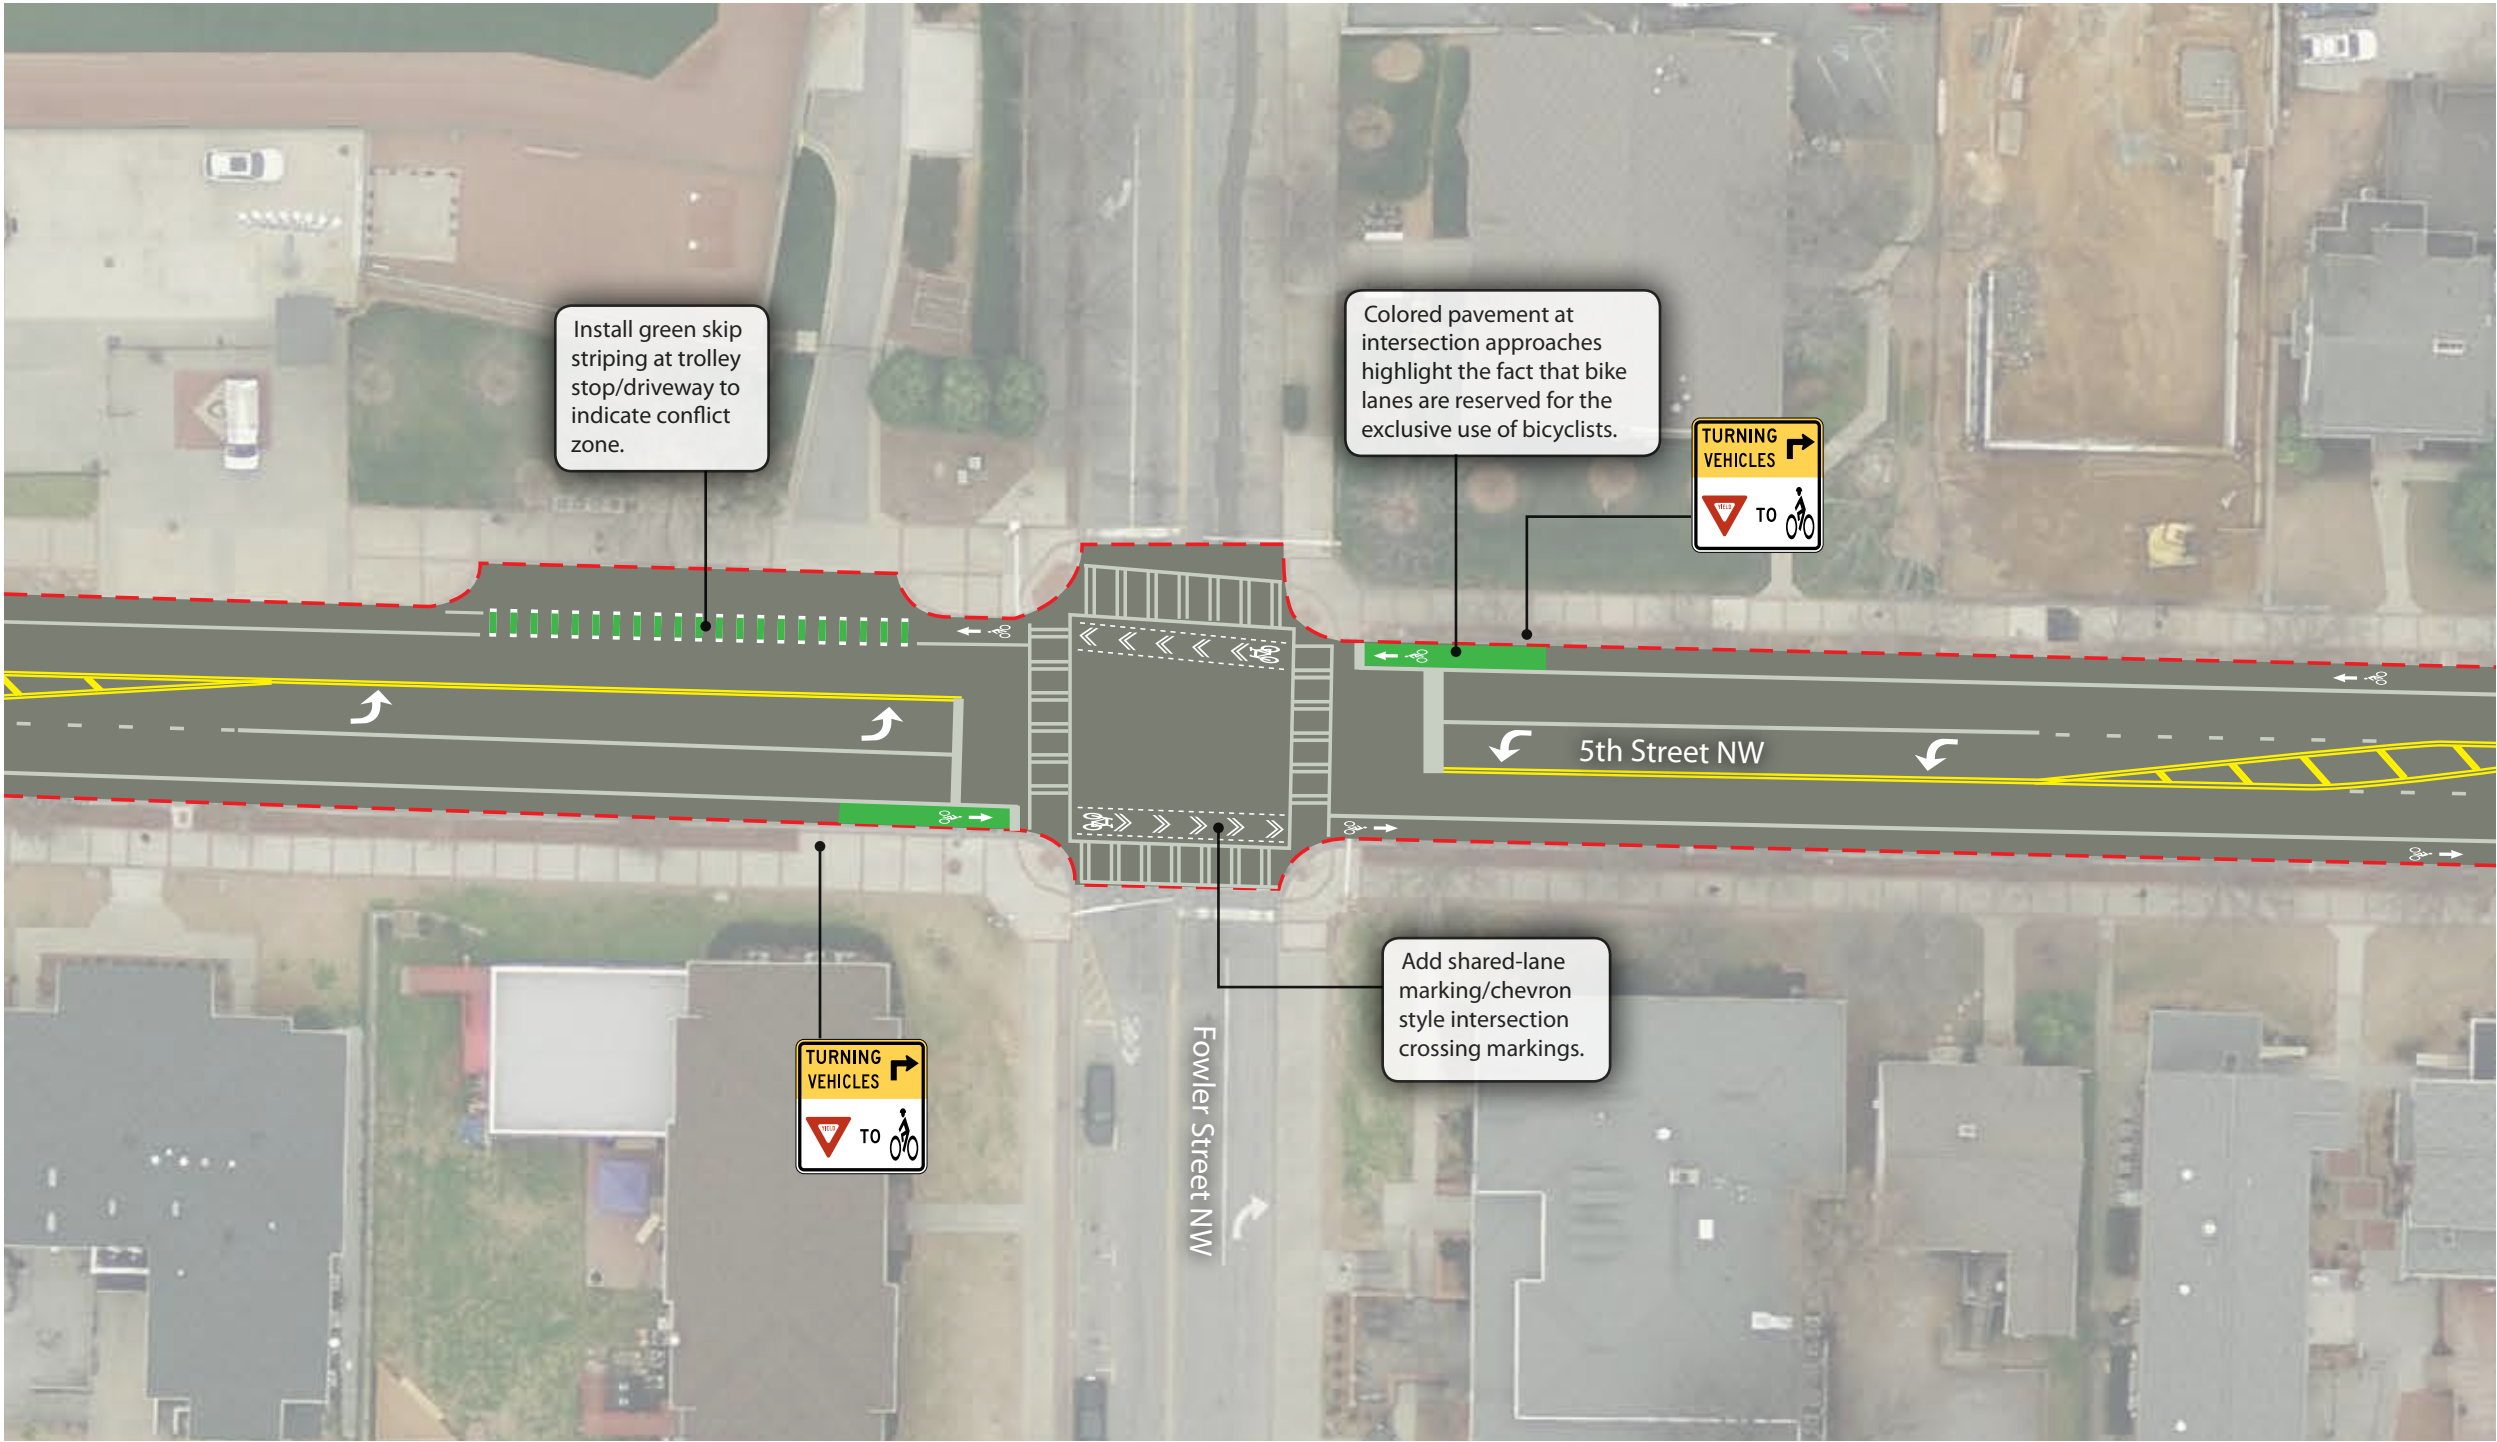 Install green skip
striping at trolley
stop/driveway to
indicate conflict
zone.
Colored pavement at
intersection approaches
highlight the fact that bike
lanes are reserved for the
exclusive use of bicyclists.
TURNING
VEHICLES
YIELD
TO
5th Street NW
Add shared-lane
marking/chevron
style intersection
crossing markings.
Fowler Street NW
TURNING
VEHICLES
YIELD
TO